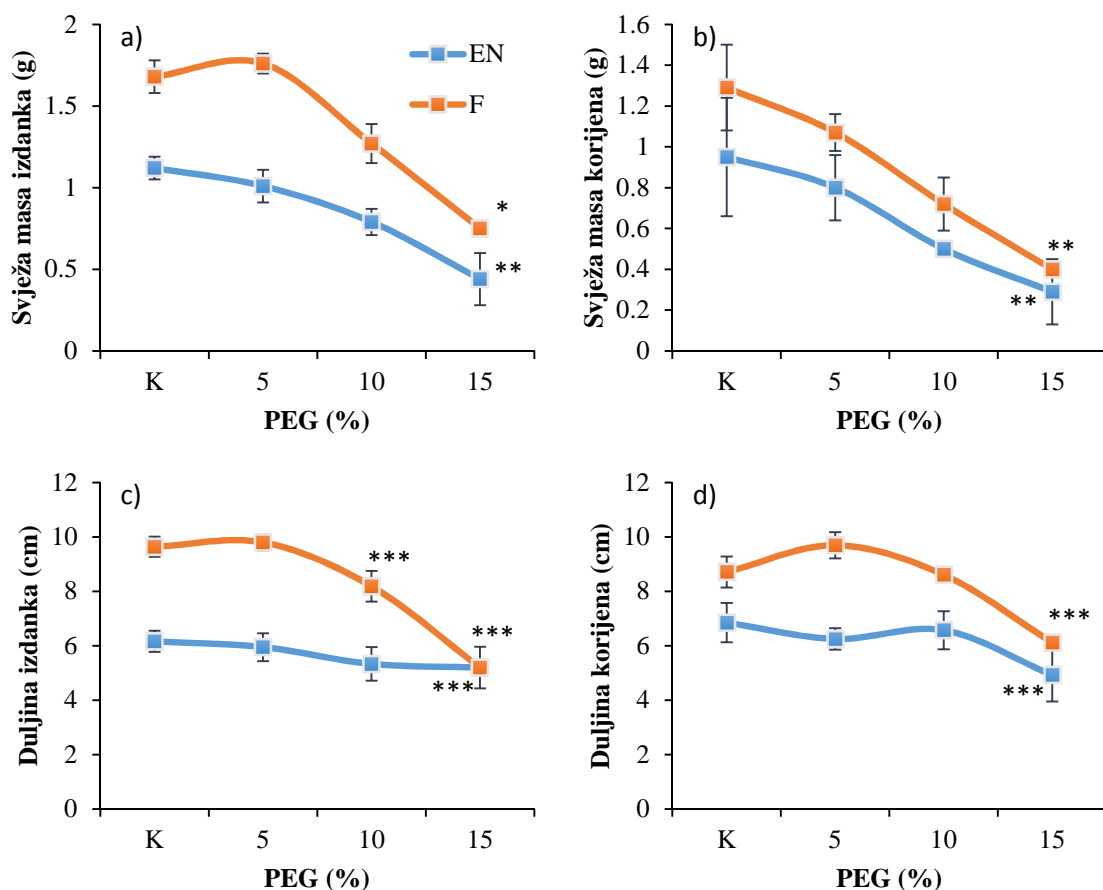 a)
EN
F
Svježa masa izdanka (g)
2
1.5
1
0.5
0
*
**
K 5 10 15
PEG (%)
b)
Svježa masa korijena (g)
1.6
1.4
1.2
1
0.8
0.6
0.4
0.2
0
**
**
K 5 10 15
PEG (%)
c)
Duljina izdanka (cm)
12
10
8
6
4
2
0
***
***
***
K 5 10 15
PEG (%)
d)
Duljina korijena (cm)
12
10
8
6
4
2
0
***
***
K 5 10 15
PEG (%)